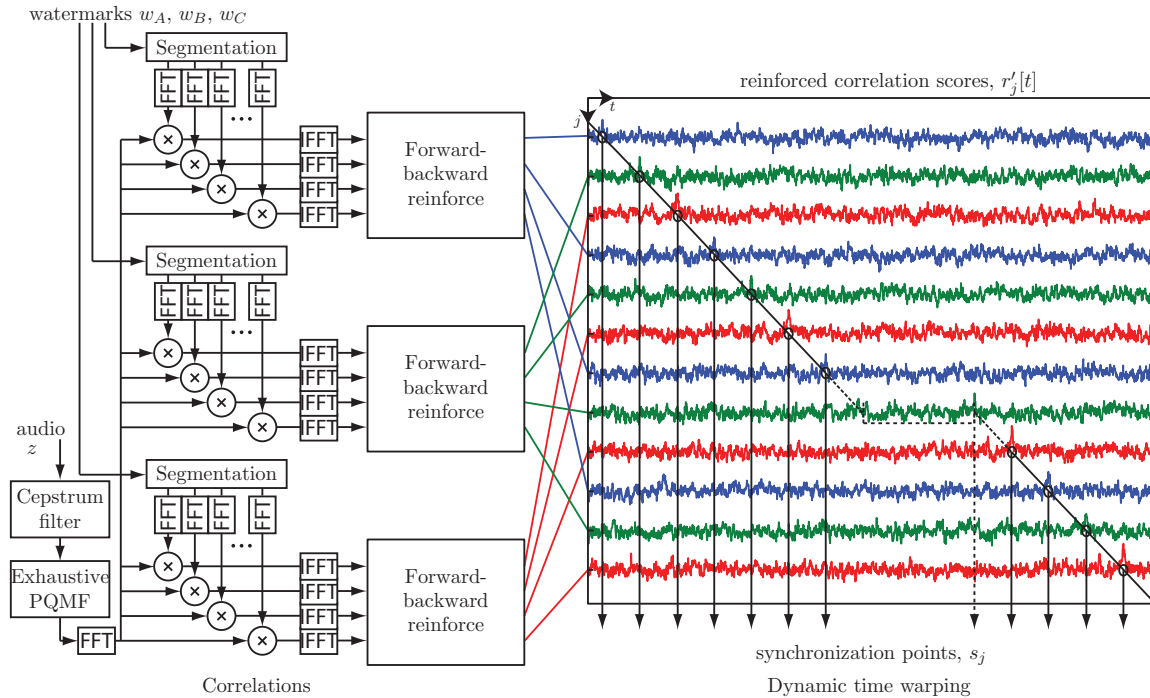 watermarks w_A, w_B, w_C
Segmentation
FFT FFT FFT FFT
...
× × × ×
IFFT
IFFT
IFFT
IFFT
Forward-
backward
reinforce
Segmentation
FFT FFT FFT FFT
...
× × × ×
IFFT
IFFT
IFFT
IFFT
Forward-
backward
reinforce
audio
z
Cepstrum
filter
Exhaustive
PQMF
FFT
Segmentation
FFT FFT FFT FFT
...
× × × ×
IFFT
IFFT
IFFT
IFFT
Forward-
backward
reinforce
Correlations
reinforced correlation scores, r′_j[t]
t
j
synchronization points, s_j
Dynamic time warping